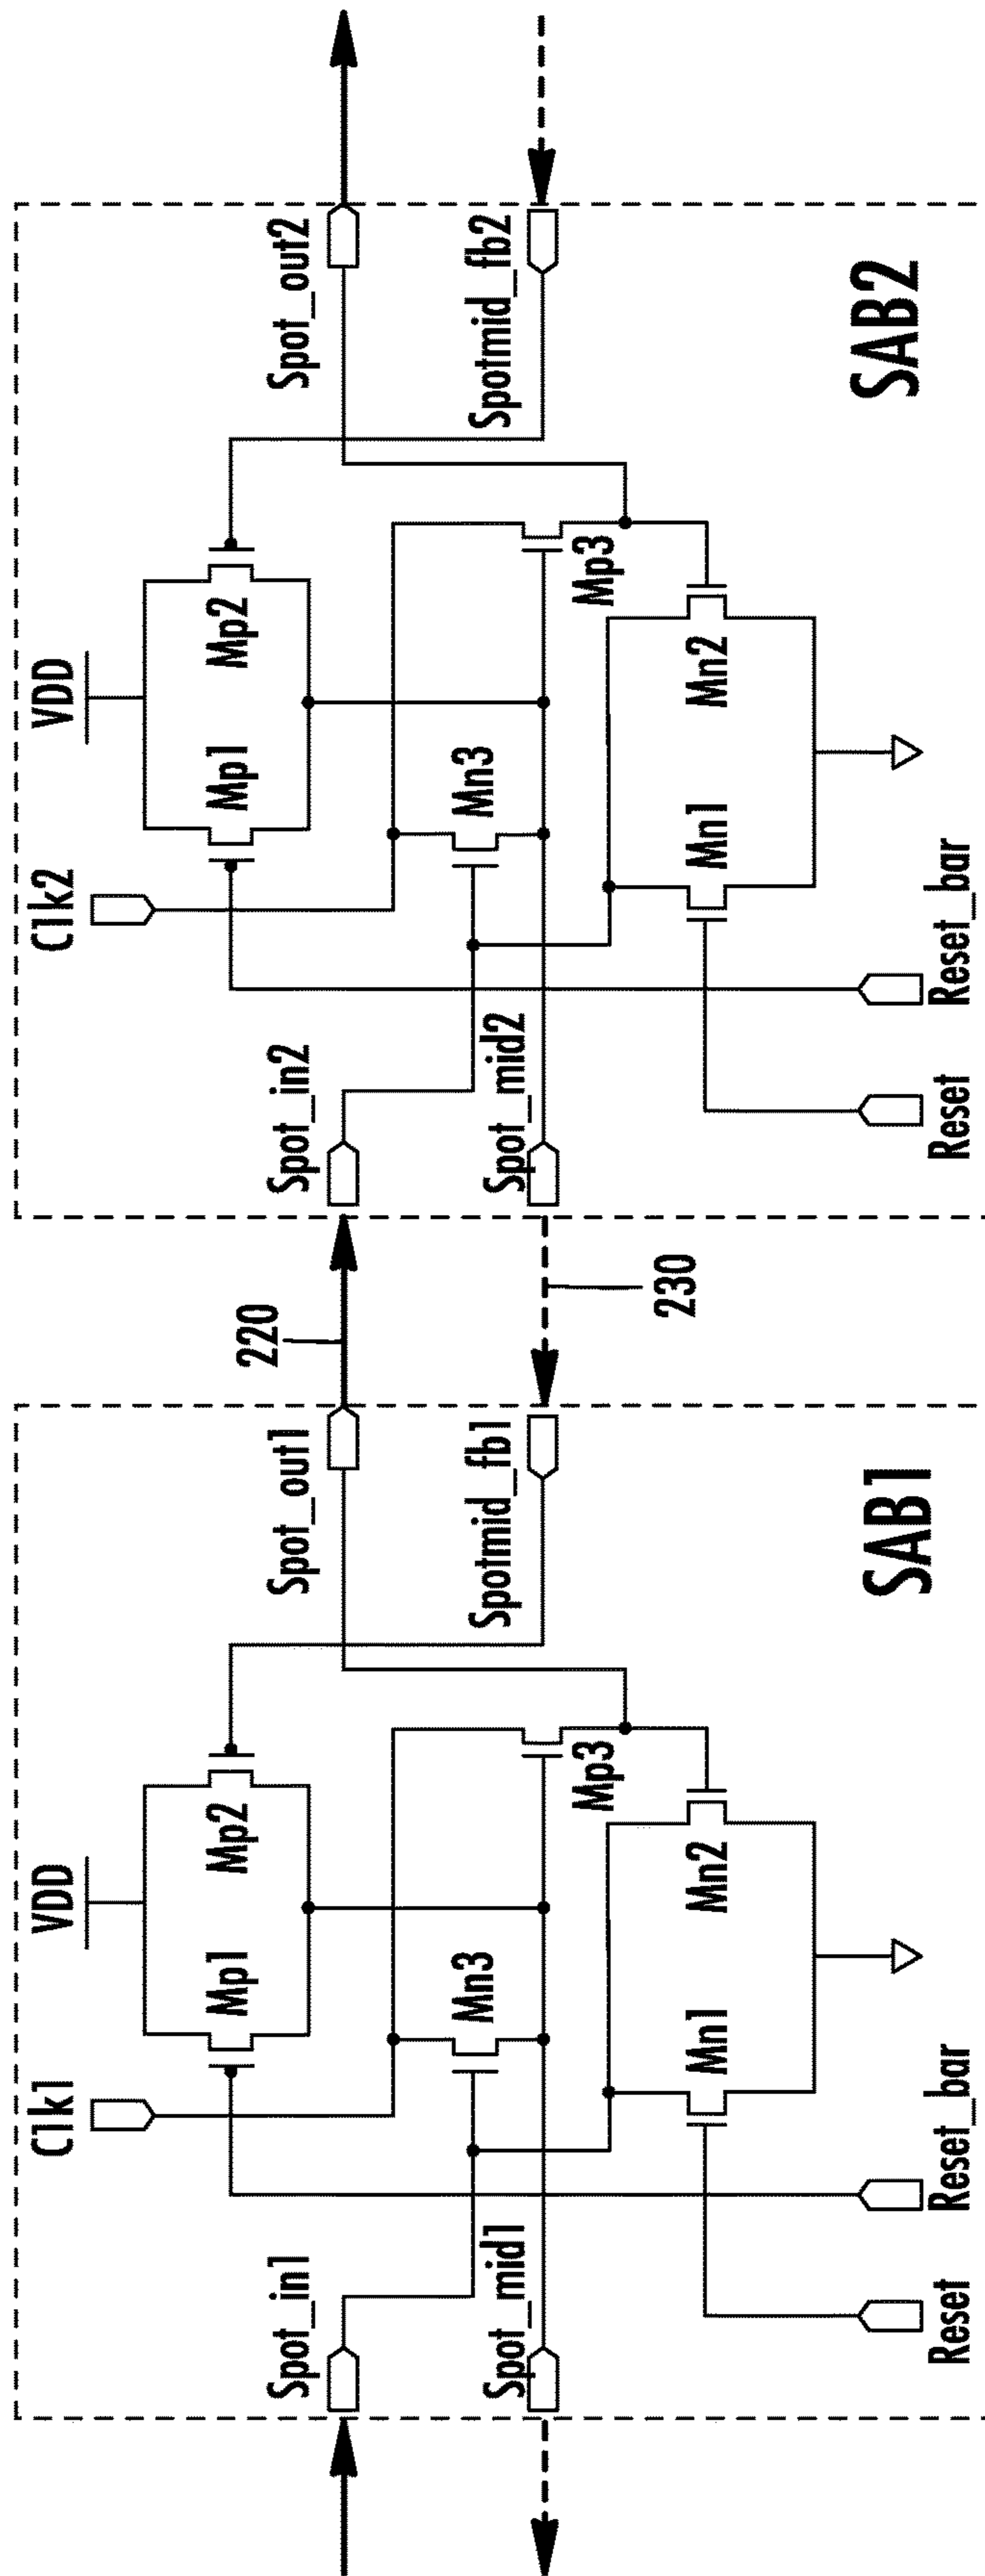 VDD
Clk1
Mp1
Mp2
Spot_in1
Spot_out1
Mn3
Spot_mid1
Spotmid_fb1
Mp3
Mn1
Mn2
Reset
Reset_bar
SAB1
220
230
VDD
Clk2
Mp1
Mp2
Spot_in2
Spot_out2
Mn3
Spot_mid2
Spotmid_fb2
Mp3
Mn1
Mn2
Reset
Reset_bar
SAB2